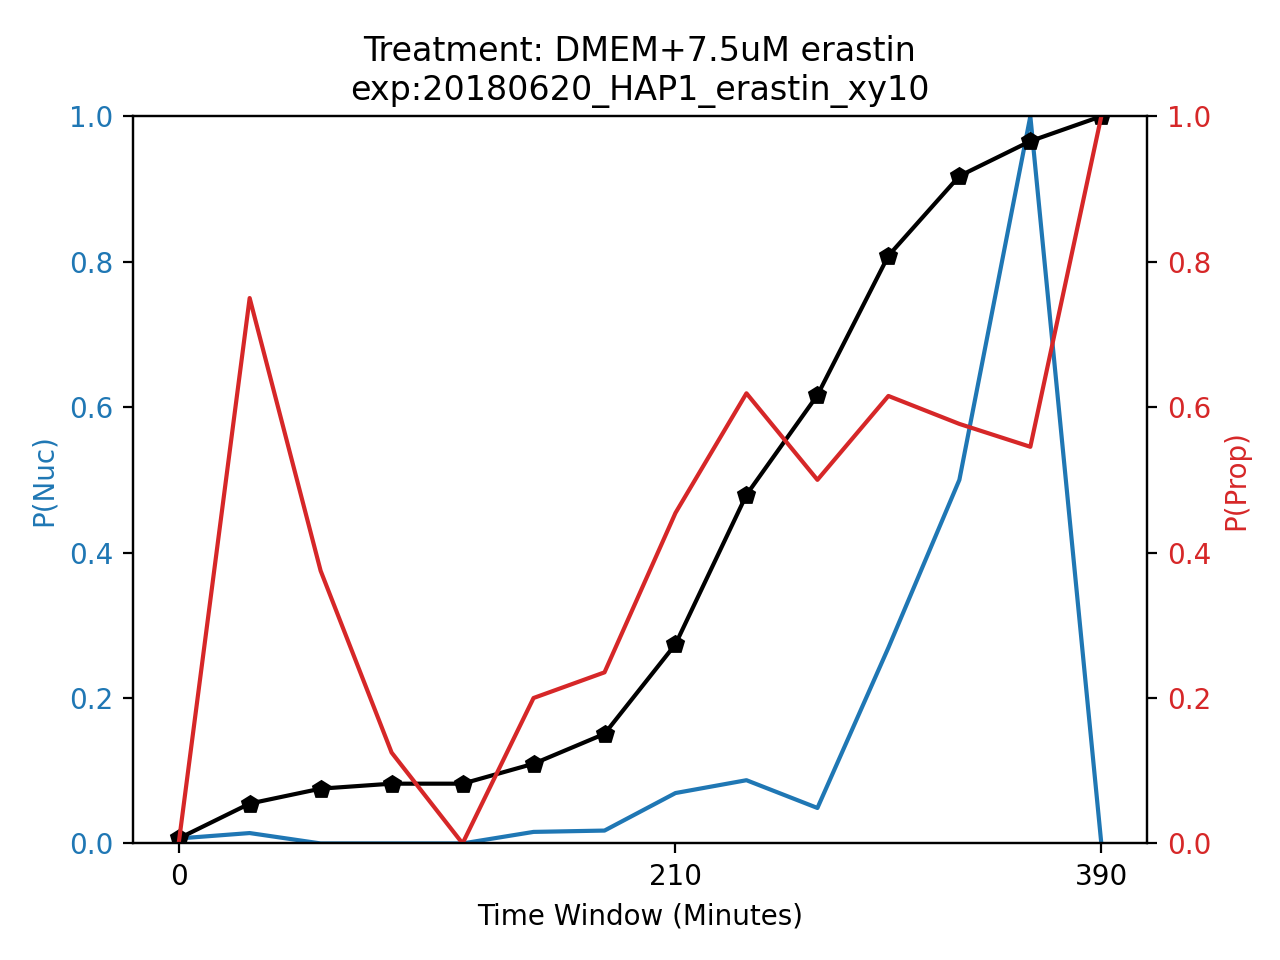 Treatment: DMEM+7.5uM erastin
exp:20180620_HAP1_erastin_xy10
1.0
0.8
0.6
0.4
0.2
0.0
P(Nuc)
1.0
0.8
0.6
0.4
0.2
0.0
P(Prop)
0 210 390
Time Window (Minutes)